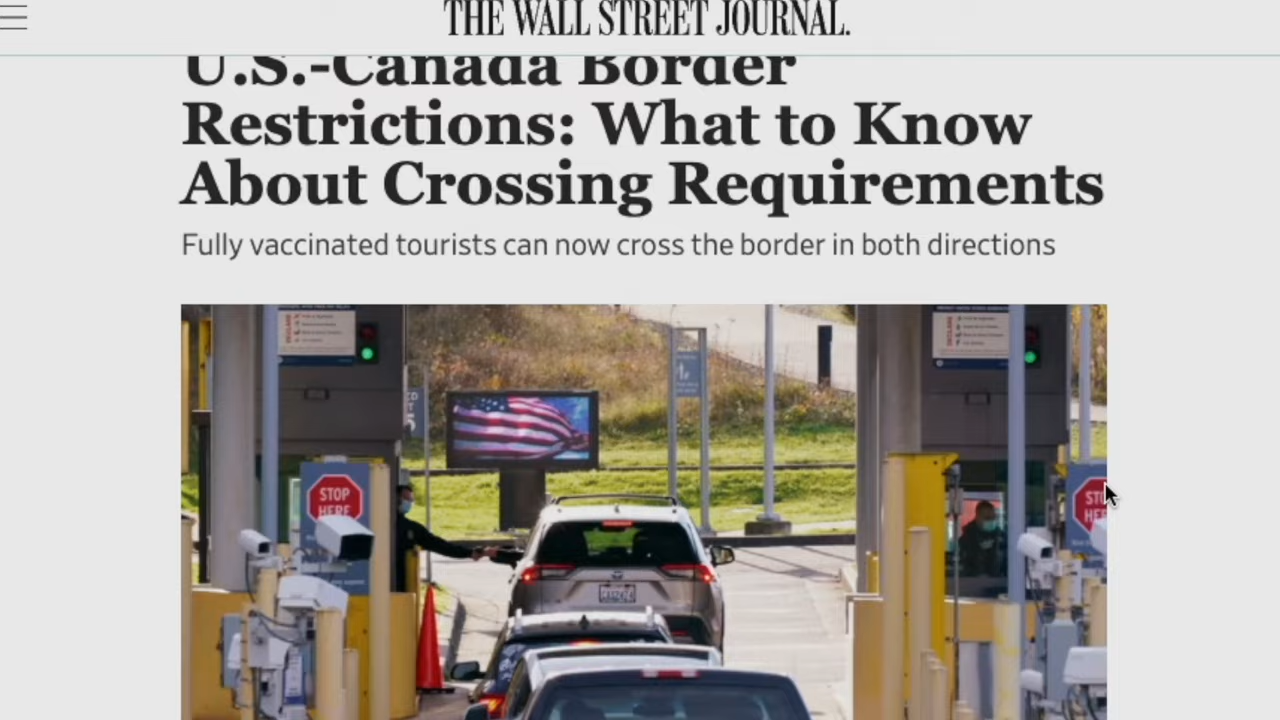 THE WALL STREET JOURNAL.
U.S.-Canada Border
Restrictions: What to Know
About Crossing Requirements
Fully vaccinated tourists can now cross the border in both directions
STOP
HERE